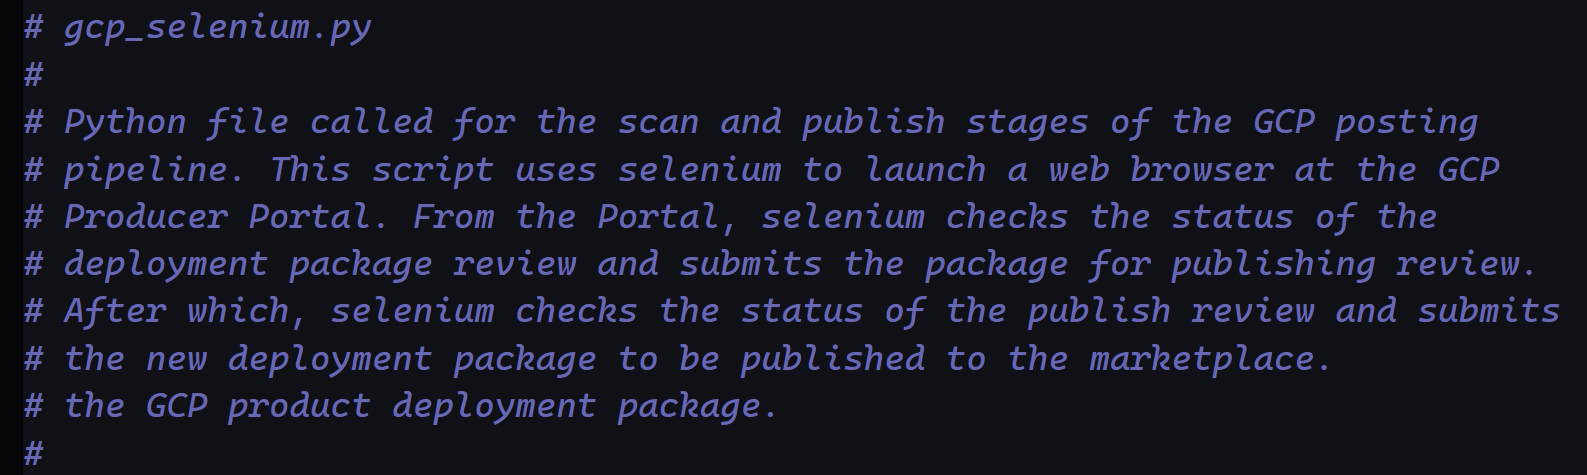 # gcp_selenium.py
#
# Python file called for the scan and publish stages of the GCP posting
# pipeline. This script uses selenium to launch a web browser at the GCP
# Producer Portal. From the Portal, selenium checks the status of the
# deployment package review and submits the package for publishing review.
# After which, selenium checks the status of the publish review and submits
# the new deployment package to be published to the marketplace.
# the GCP product deployment package.
#